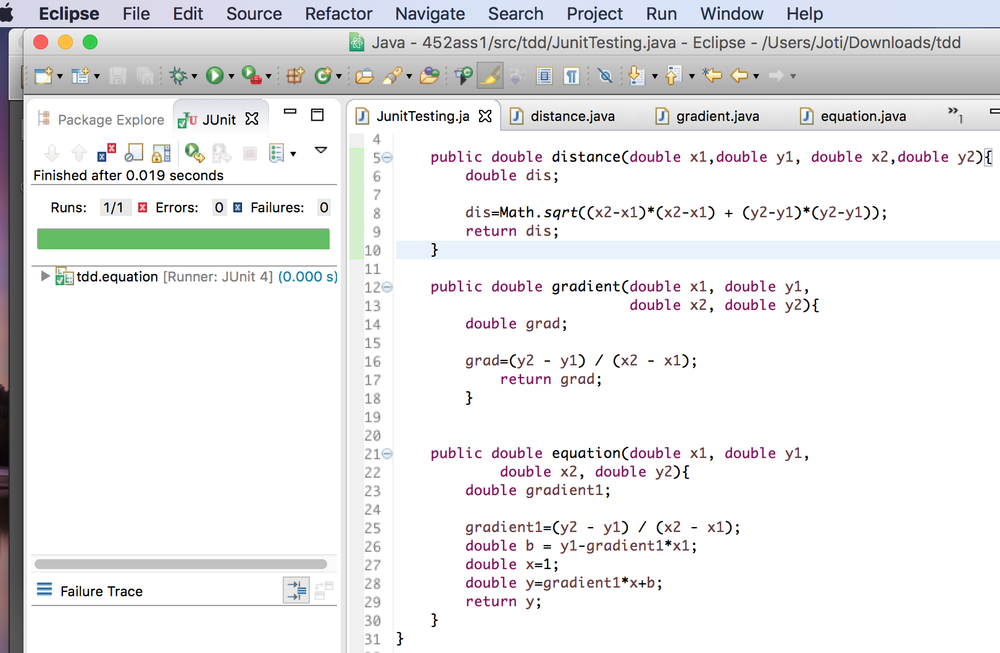 Eclipse File Edit Source Refactor Navigate Search Project Run Window Help
Java - 452ass1/src/tdd/JunitTesting.java - Eclipse - /Users/Joti/Downloads/tdd
Package Explore JUnit
JunitTesting.ja distance.java gradient.java equation.java »1
Finished after 0.019 seconds
Runs: 1/1 Errors: 0 Failures: 0
tdd.equation [Runner: JUnit 4] (0.000 s)
Failure Trace
4
5 public double distance(double x1,double y1, double x2,double y2){
6 double dis;
7
8 dis=Math.sqrt((x2-x1)*(x2-x1) + (y2-y1)*(y2-y1));
9 return dis;
10 }
11
12 public double gradient(double x1, double y1,
13 double x2, double y2){
14 double grad;
15
16 grad=(y2 - y1) / (x2 - x1);
17 return grad;
18 }
19
20
21 public double equation(double x1, double y1,
22 double x2, double y2){
23 double gradient1;
24
25 gradient1=(y2 - y1) / (x2 - x1);
26 double b = y1-gradient1*x1;
27 double x=1;
28 double y=gradient1*x+b;
29 return y;
30 }
31 }